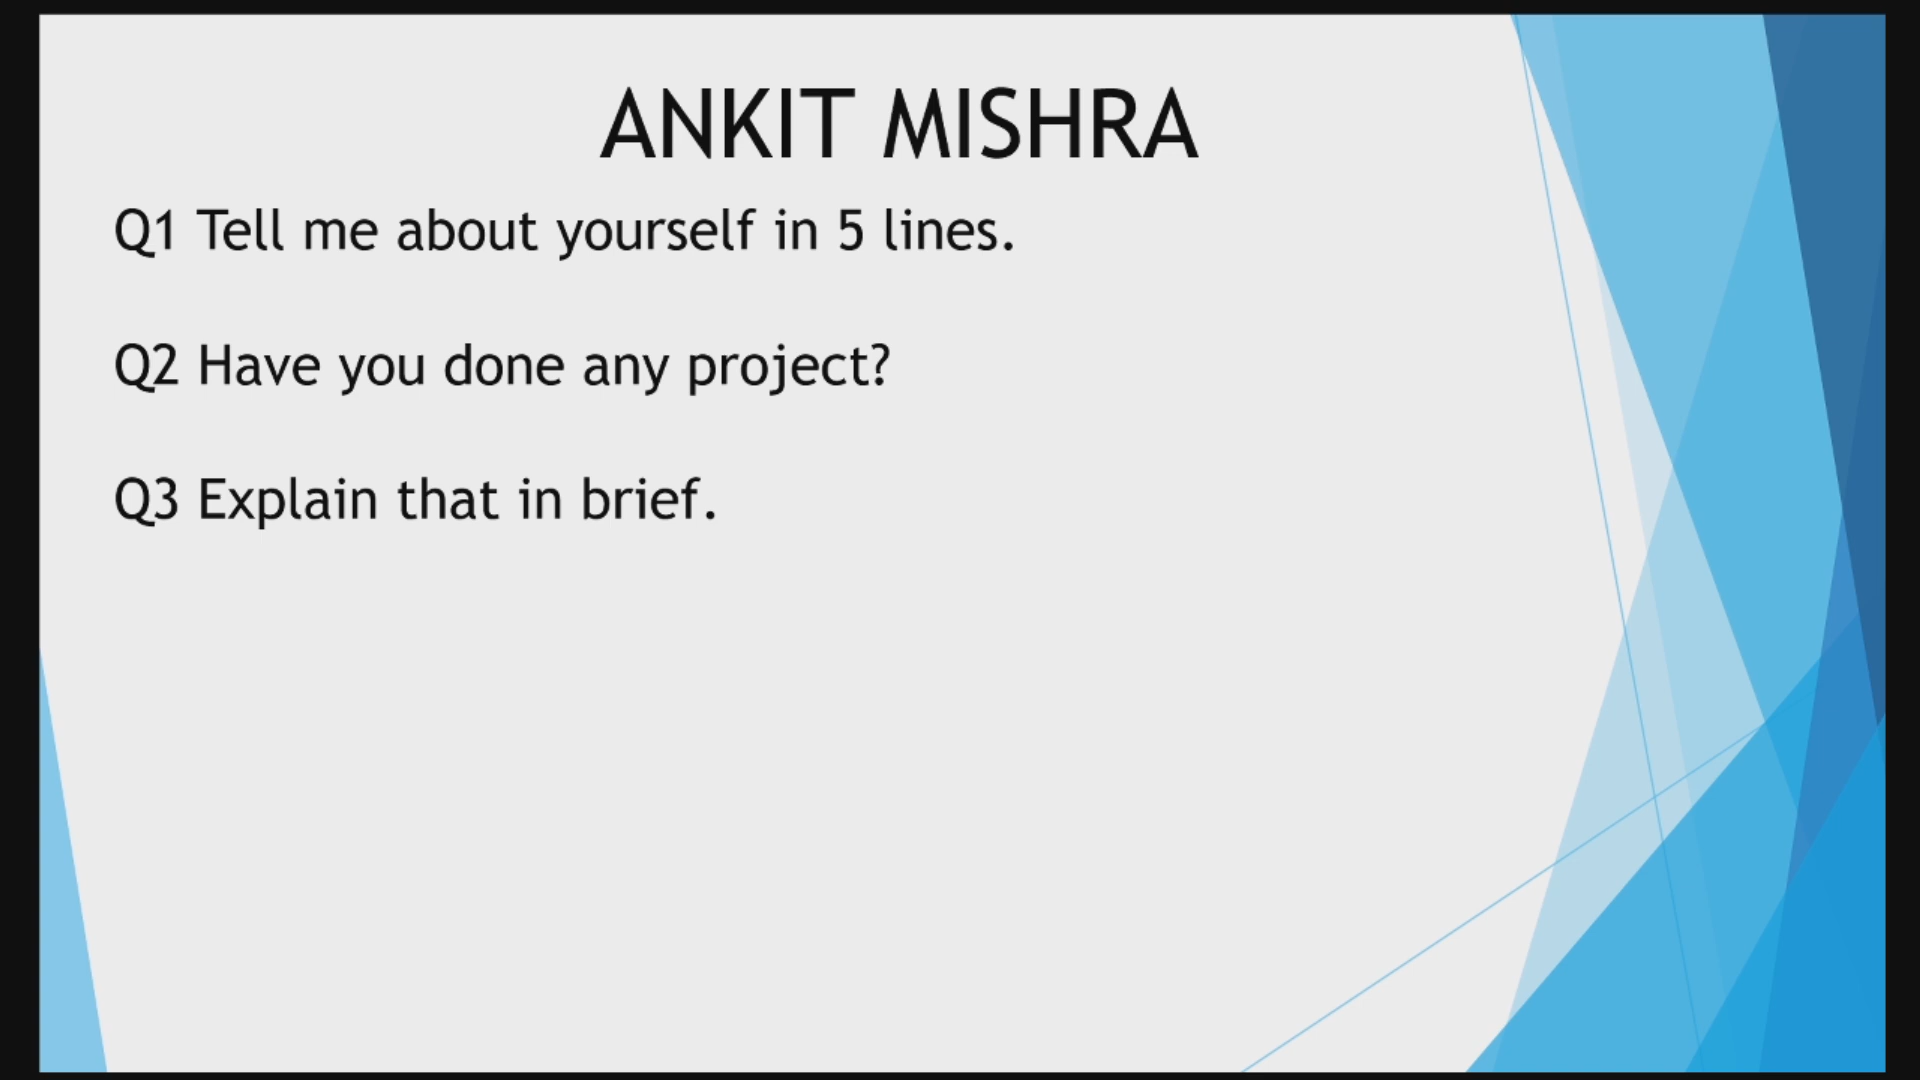 ANKIT MISHRA
Q1 Tell me about yourself in 5 lines.
Q2 Have you done any project?
Q3 Explain that in brief.